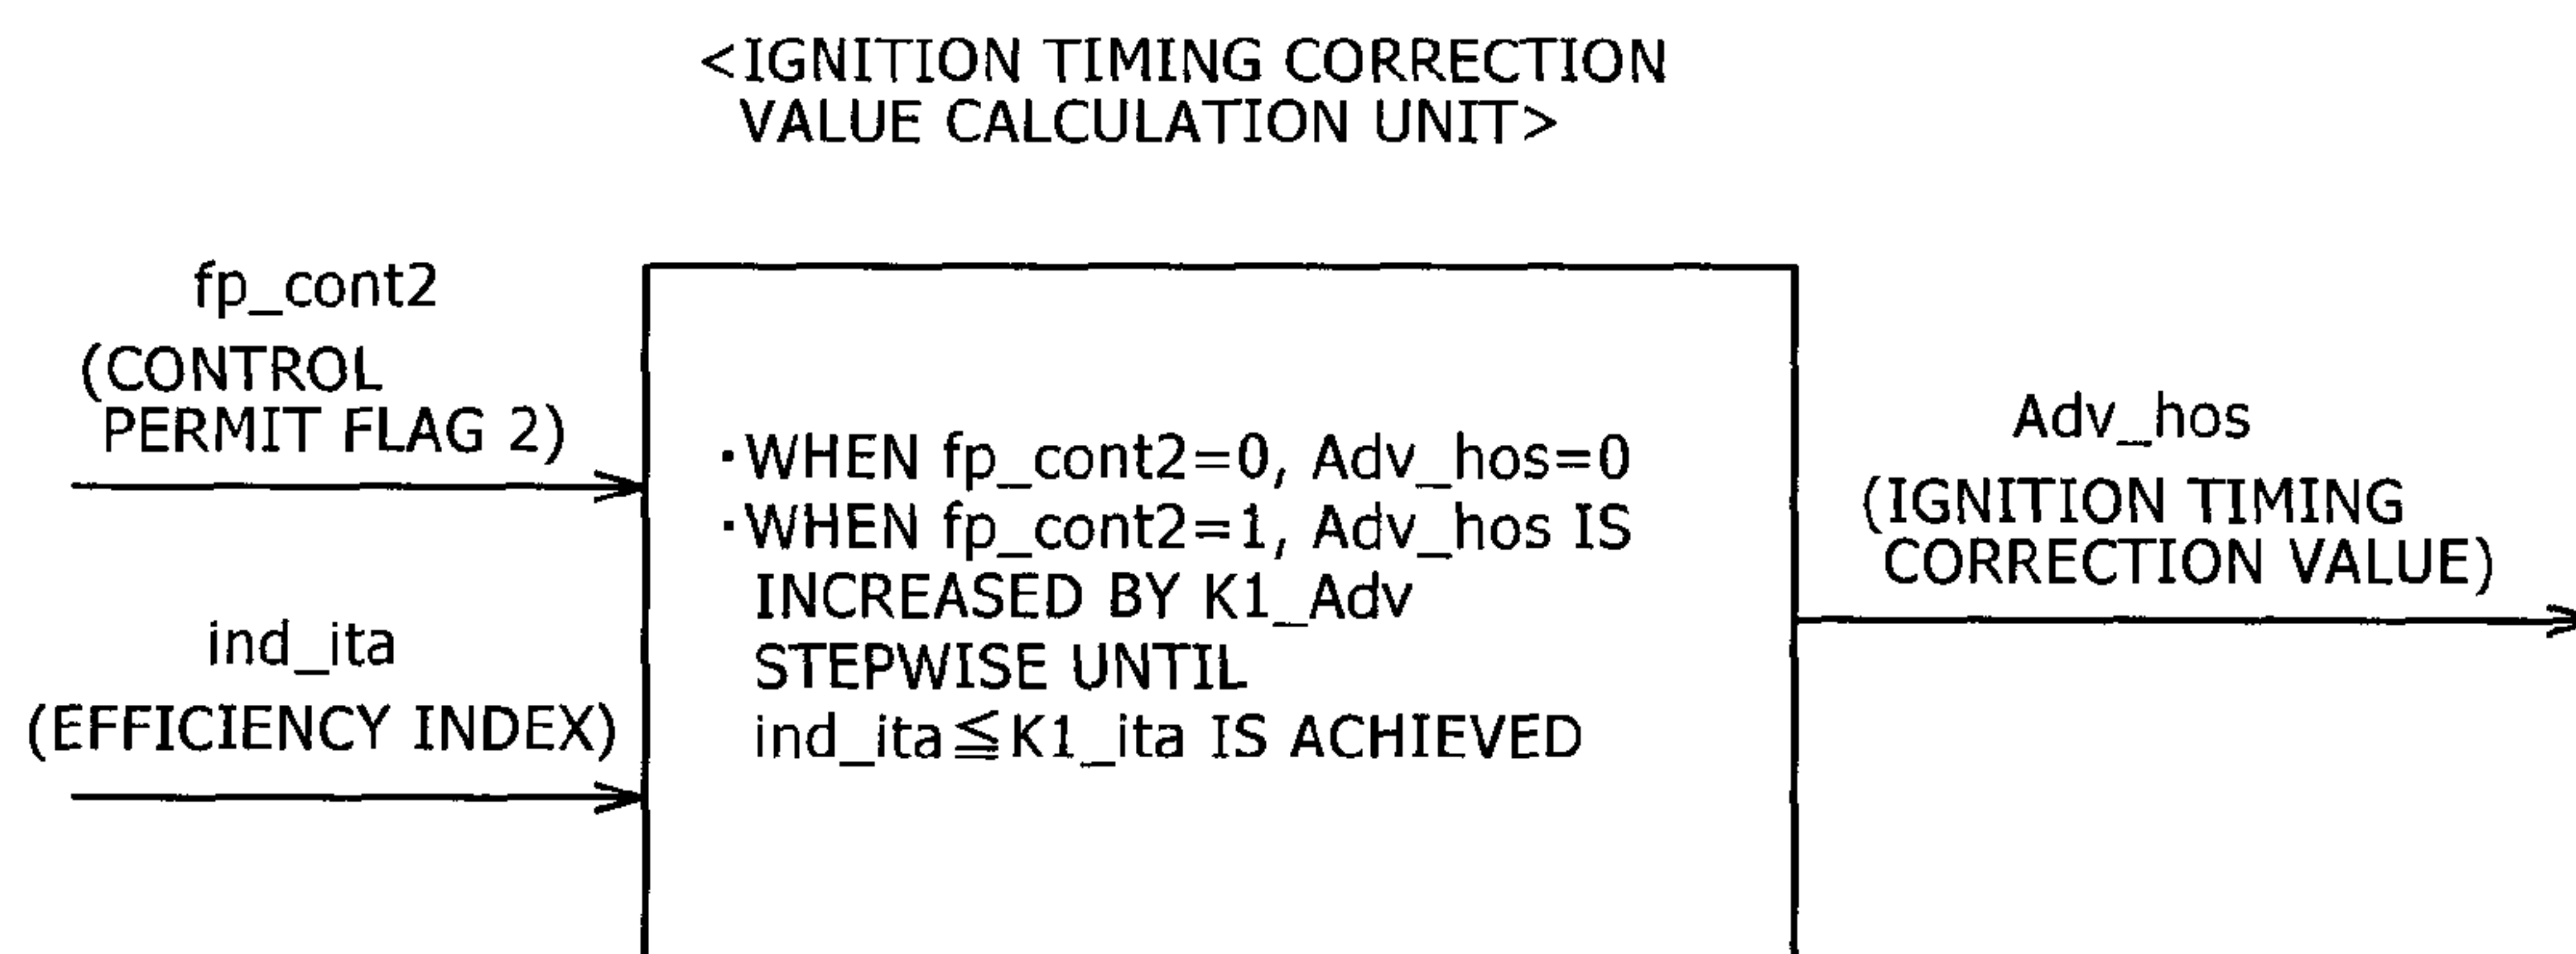 <IGNITION TIMING CORRECTION
VALUE CALCULATION UNIT>
fp_cont2
(CONTROL
PERMIT FLAG 2)
ind_ita
(EFFICIENCY INDEX)
·WHEN fp_cont2=0, Adv_hos=0
·WHEN fp_cont2=1, Adv_hos IS
INCREASED BY K1_Adv
STEPWISE UNTIL
ind_ita≦K1_ita IS ACHIEVED
Adv_hos
(IGNITION TIMING
CORRECTION VALUE)